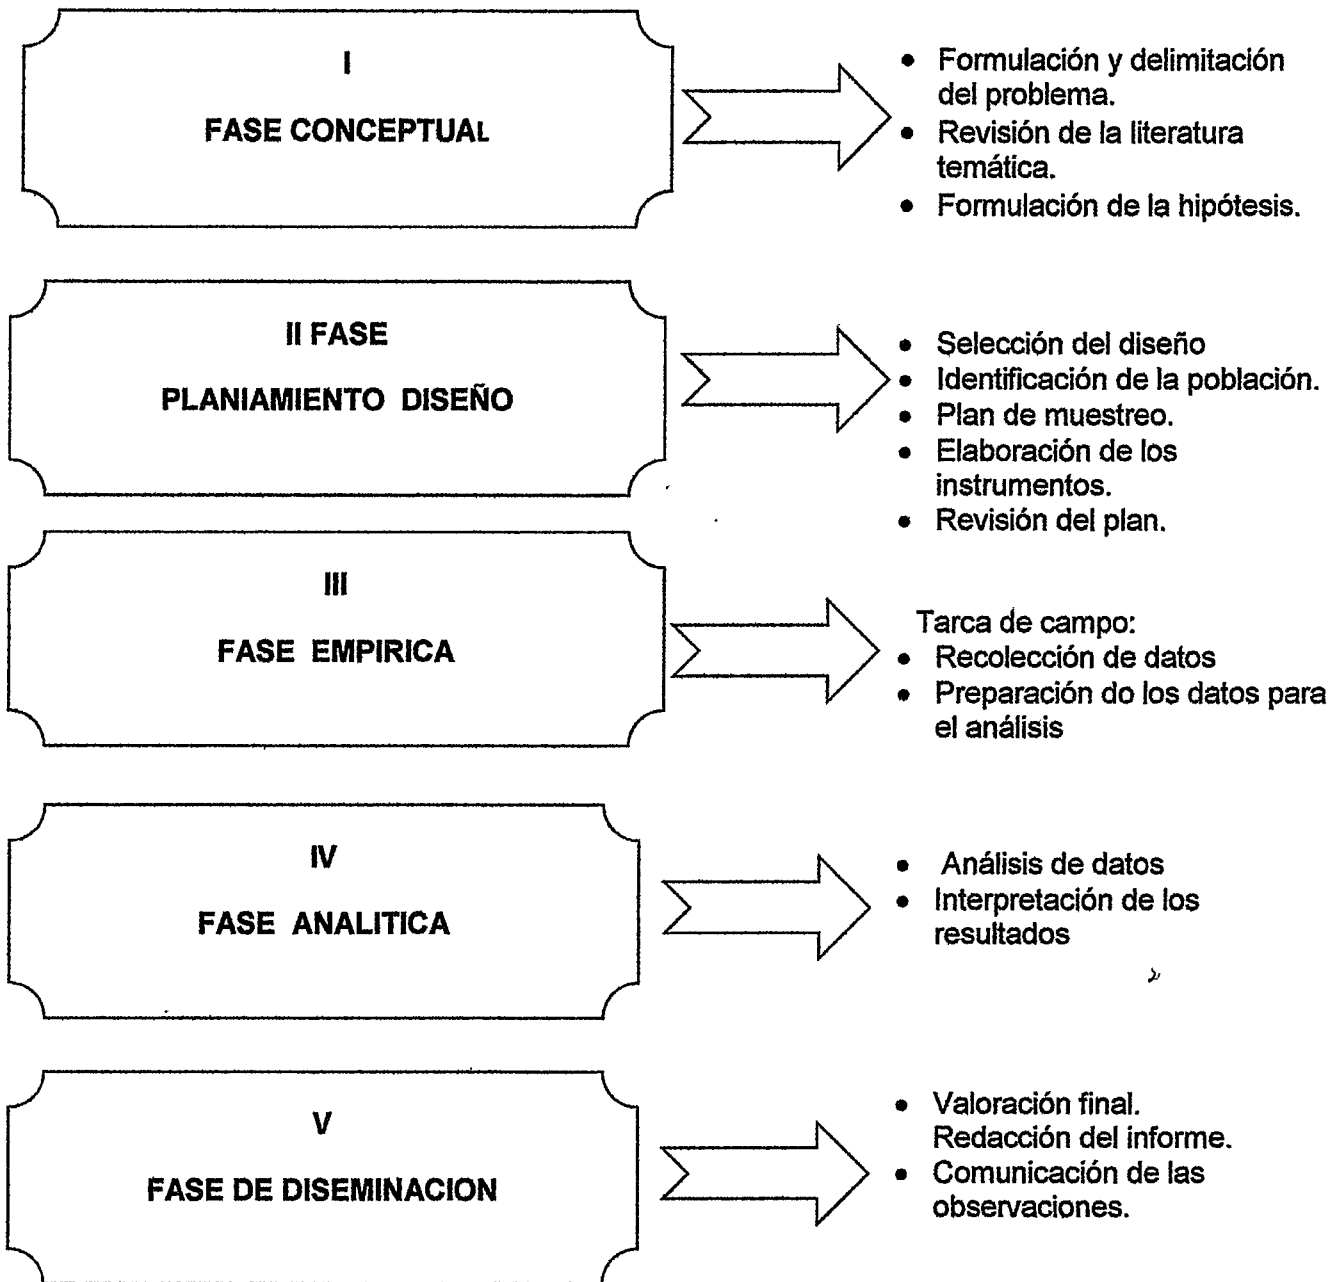 I
FASE CONCEPTUAL
• Formulación y delimitación
del problema.
• Revisión de la literatura
temática.
• Formulación de la hipótesis.
II FASE
PLANIAMIENTO DISEÑO
• Selección del diseño
• Identificación de la población.
• Plan de muestreo.
• Elaboración de los
instrumentos.
• Revisión del plan.
III
FASE EMPIRICA
Tarca de campo:
• Recolección de datos
• Preparación do los datos para
el análisis
IV
FASE ANALITICA
• Análisis de datos
• Interpretación de los
resultados
V
FASE DE DISEMINACION
• Valoración final.
Redacción del informe.
• Comunicación de las
observaciones.